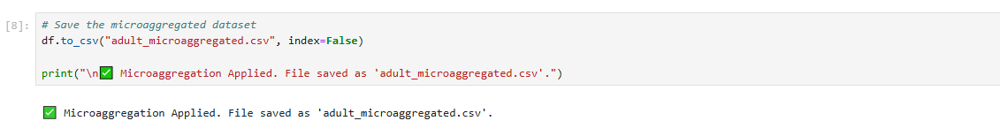 [8]: # Save the microaggregated dataset
df.to_csv("adult_microaggregated.csv", index=False)
print("\n✅ Microaggregation Applied. File saved as 'adult_microaggregated.csv'.")
✅ Microaggregation Applied. File saved as 'adult_microaggregated.csv'.